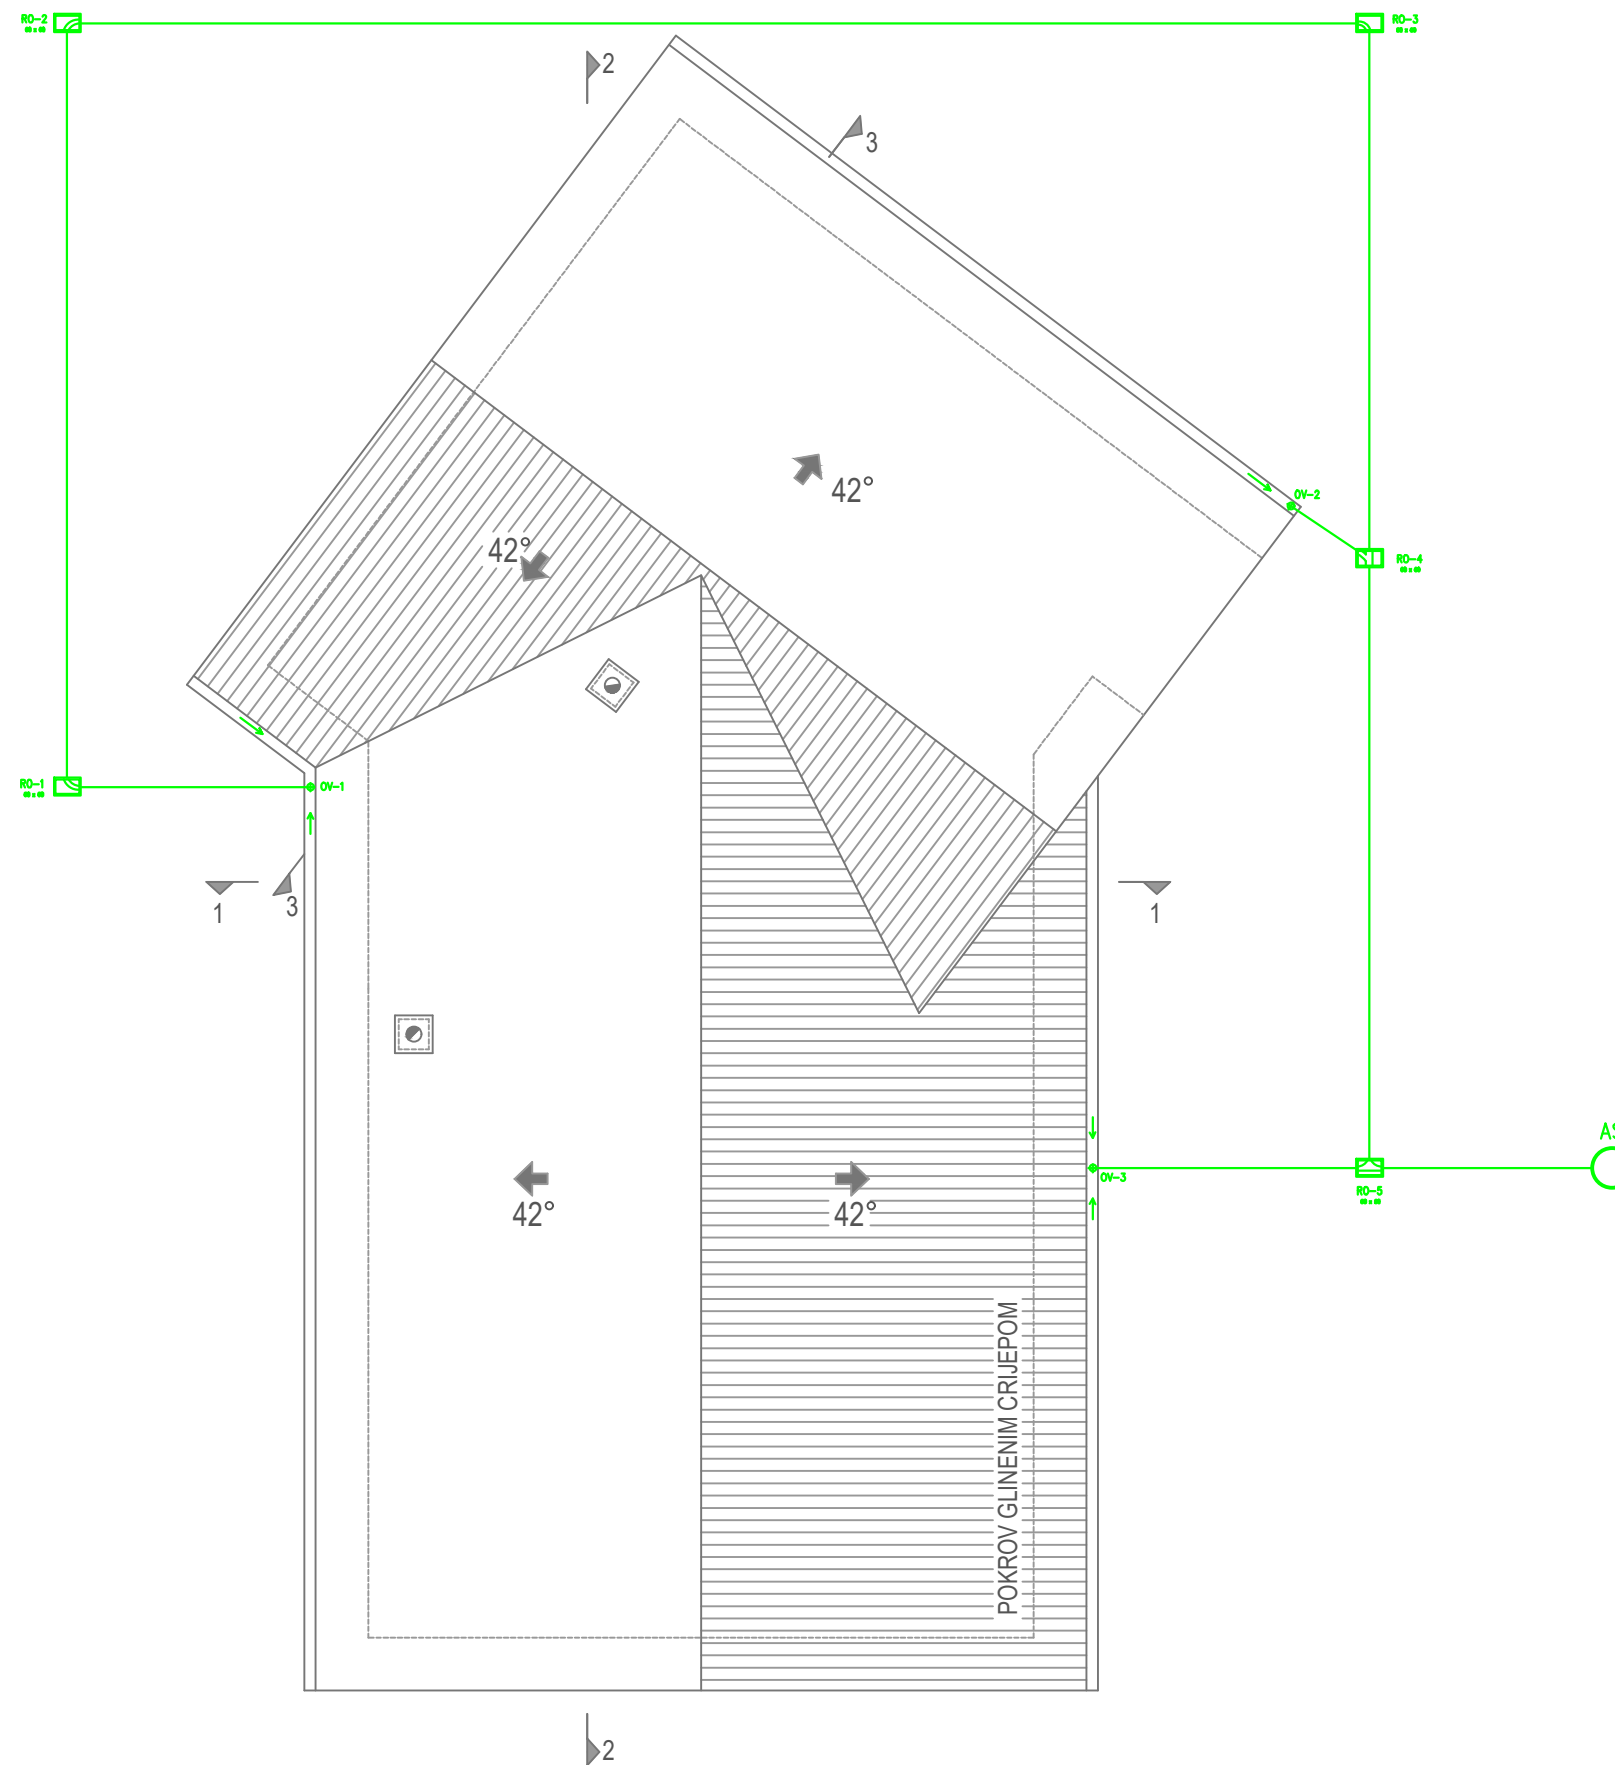 RO-2
RO-3
2
3
42°
OV-2
42°
RO-4
RO-1
OV-1
1
3
1
AS
OV-3
RO-5
42°
42°
POKROV GLINENIM CRIJEPOM
2